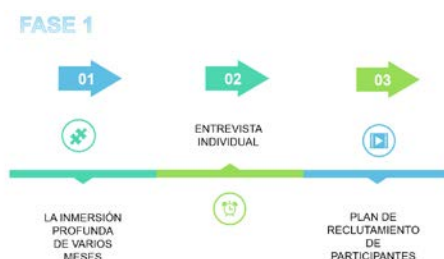 FASE 1
01
02
03
ENTREVISTA
INDIVIDUAL
LA INMERSIÓN
PROFUNDA
DE VARIOS
MESES
PLAN DE
RECLUTAMIENTO
DE
PARTICIPANTES